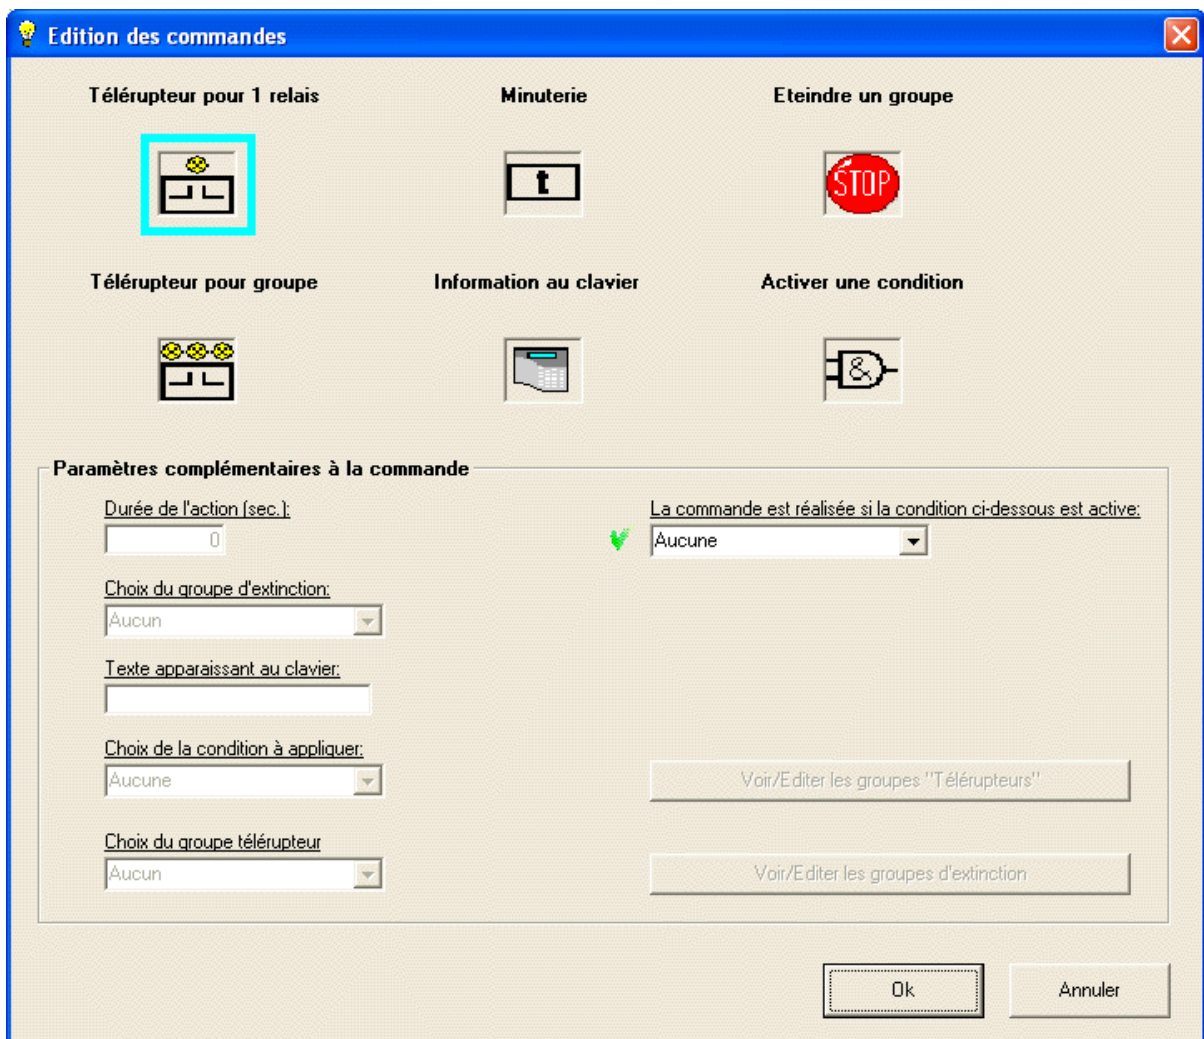 Edition des commandes
Télérupteur pour 1 relais
Minuterie
Eteindre un groupe
t
STOP
Télérupteur pour groupe
Information au clavier
Activer une condition
&
Paramètres complémentaires à la commande
Durée de l'action (sec.):
0
La commande est réalisée si la condition ci-dessous est active:
Aucune
Choix du groupe d'extinction:
Aucun
Texte apparaissant au clavier:
Choix de la condition à appliquer:
Aucune
Voir/Editer les groupes "Télérupteurs"
Choix du groupe télérupteur
Aucun
Voir/Editer les groupes d'extinction
Ok
Annuler